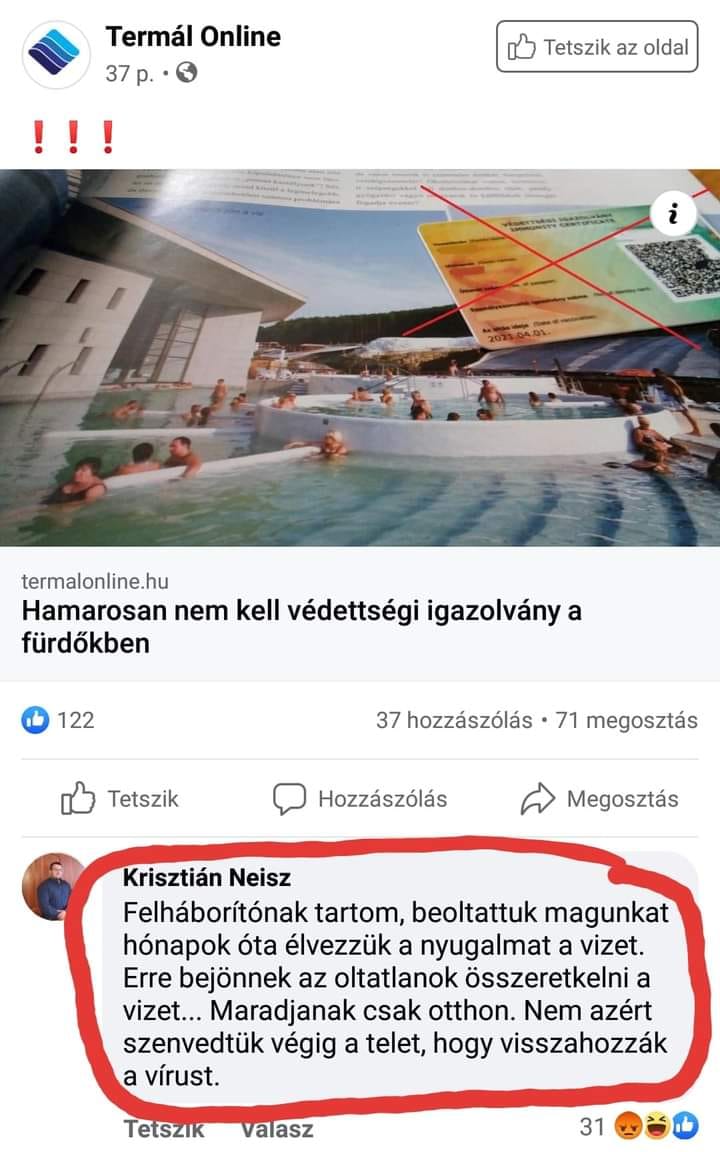 Termál Online
37 p. •
Tetszik az oldal
❗❗❗
VÉDETTSÉGI IGAZOLVÁNY
IMMUNITY CERTIFICATE
2021.04.01.
i
termalonline.hu
Hamarosan nem kell védettségi igazolvány a
fürdőkben
122
37 hozzászólás • 71 megosztás
Tetszik
Hozzászólás
Megosztás
Krisztián Neisz
Felháborítónak tartom, beoltattuk magunkat
hónapok óta élvezzük a nyugalmat a vizet.
Erre bejönnek az oltatlanok összeretkelni a
vizet... Maradjanak csak otthon. Nem azért
szenvedtük végig a telet, hogy visszahozzák
a vírust.
Tetszik Válasz
31